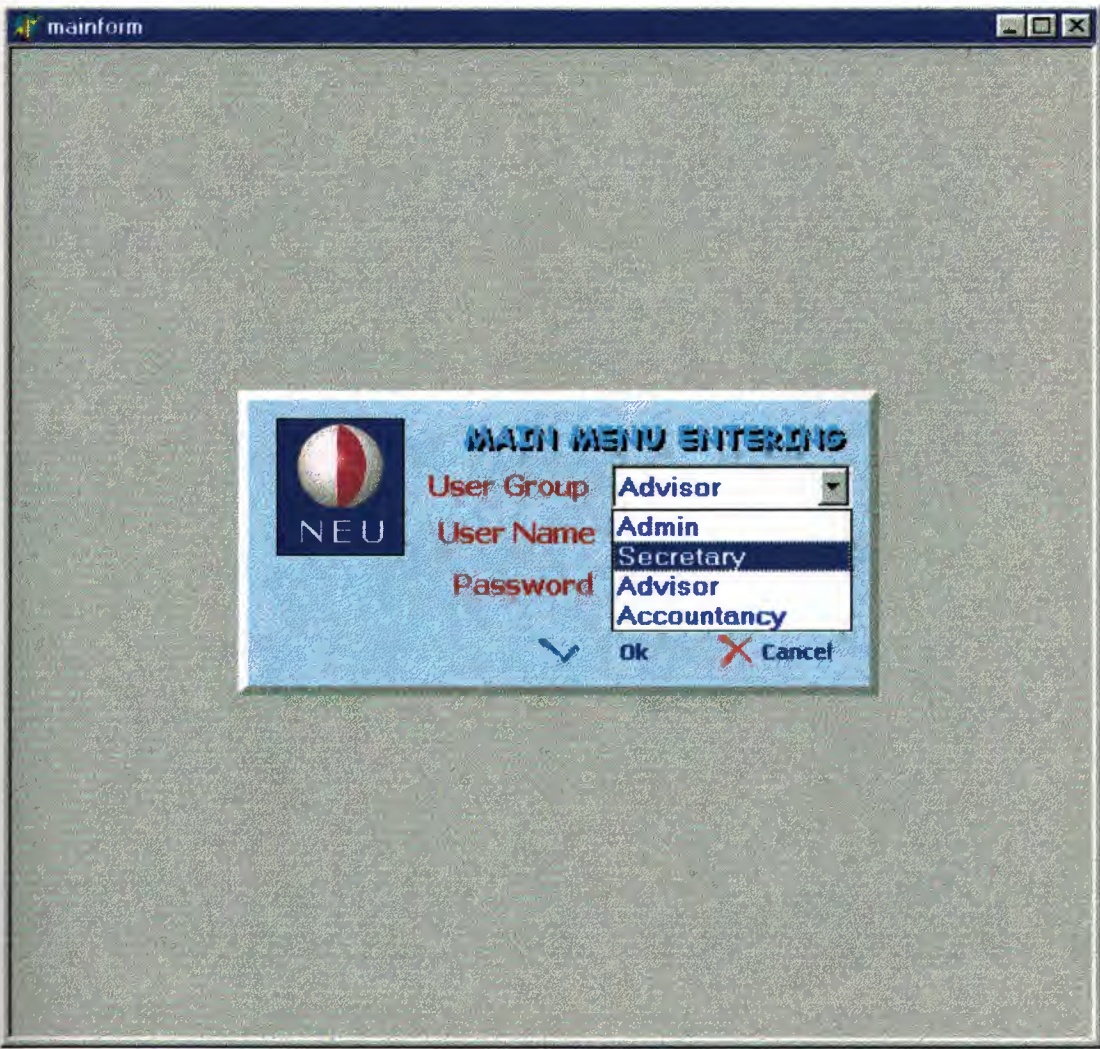 mainform
MAIN MENU ENTERING
NEU
User Group Advisor
User Name
Password
Admin
Secretary
Advisor
Accountancy
Ok Cancel